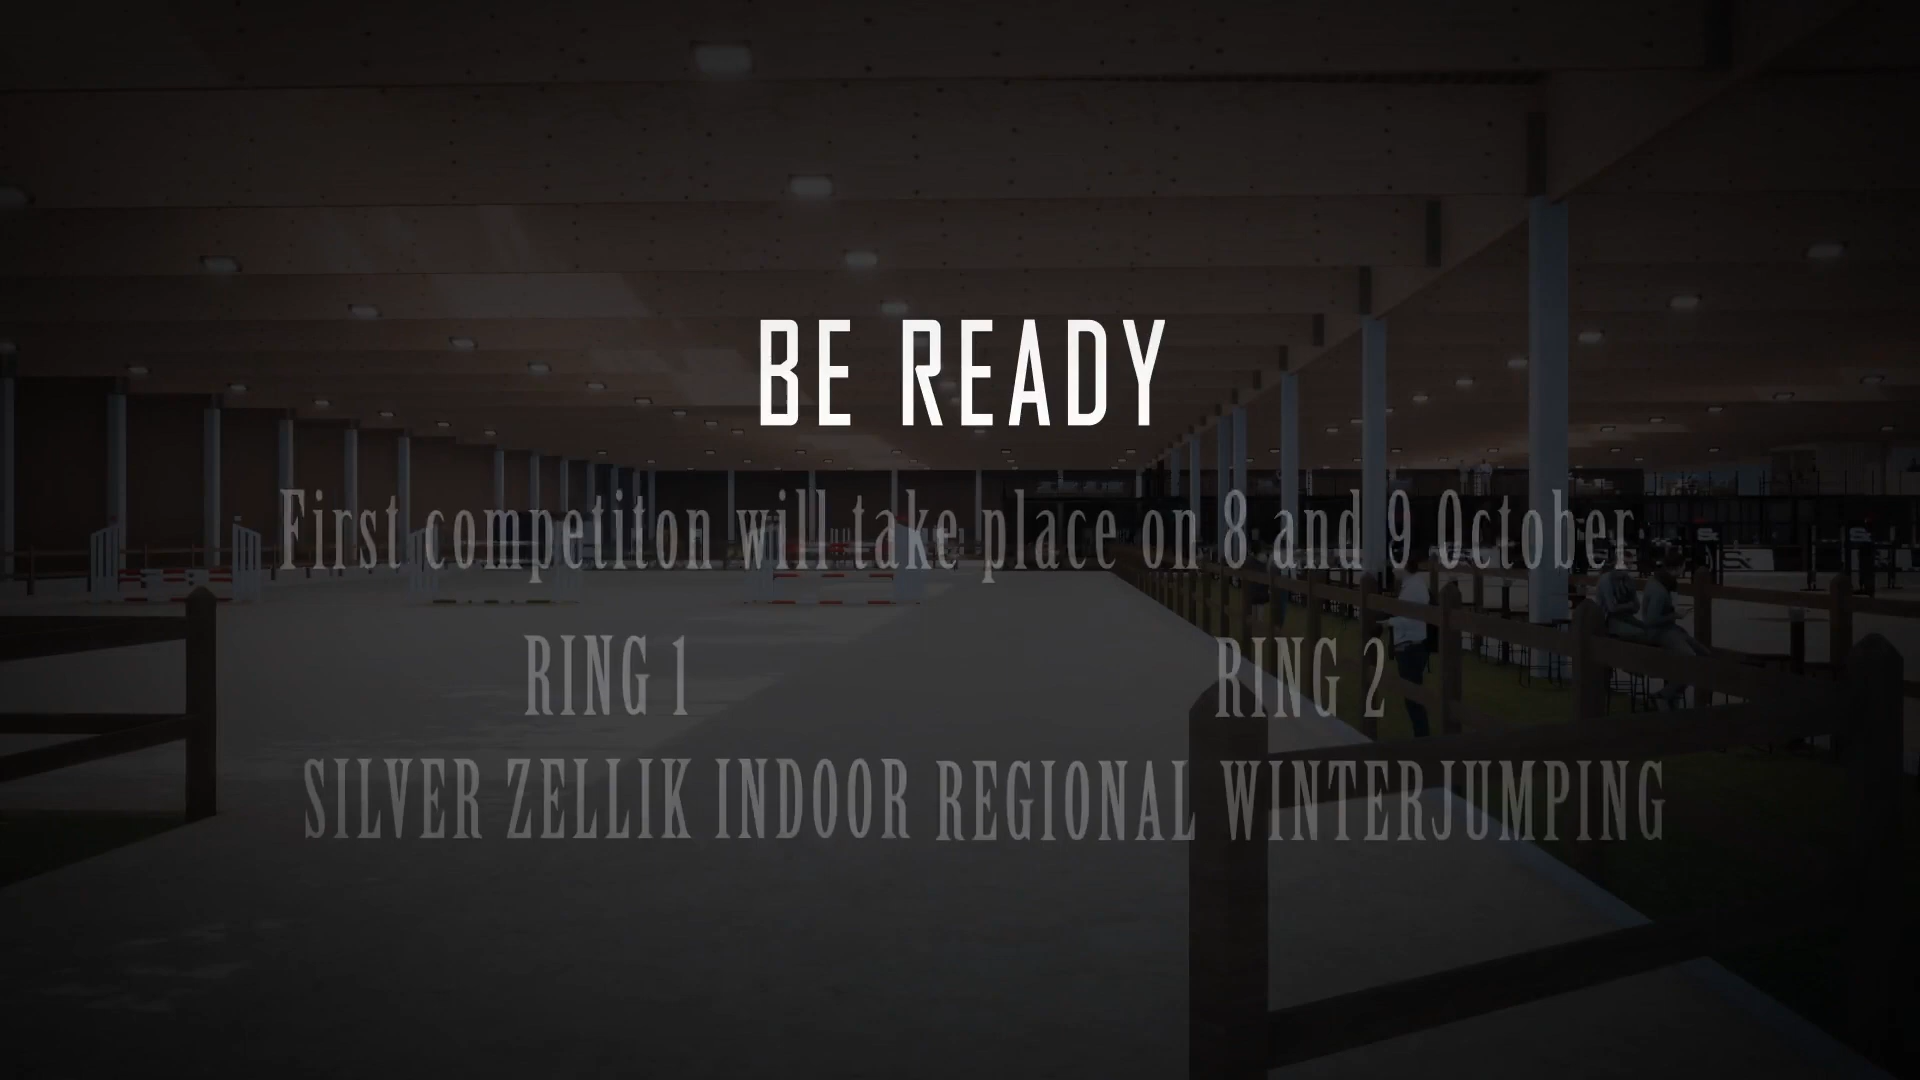 BE READY
First competiton will take place on 8 and 9 October
RING 1 RING 2
SILVER ZELLIK INDOOR REGIONAL WINTERJUMPING